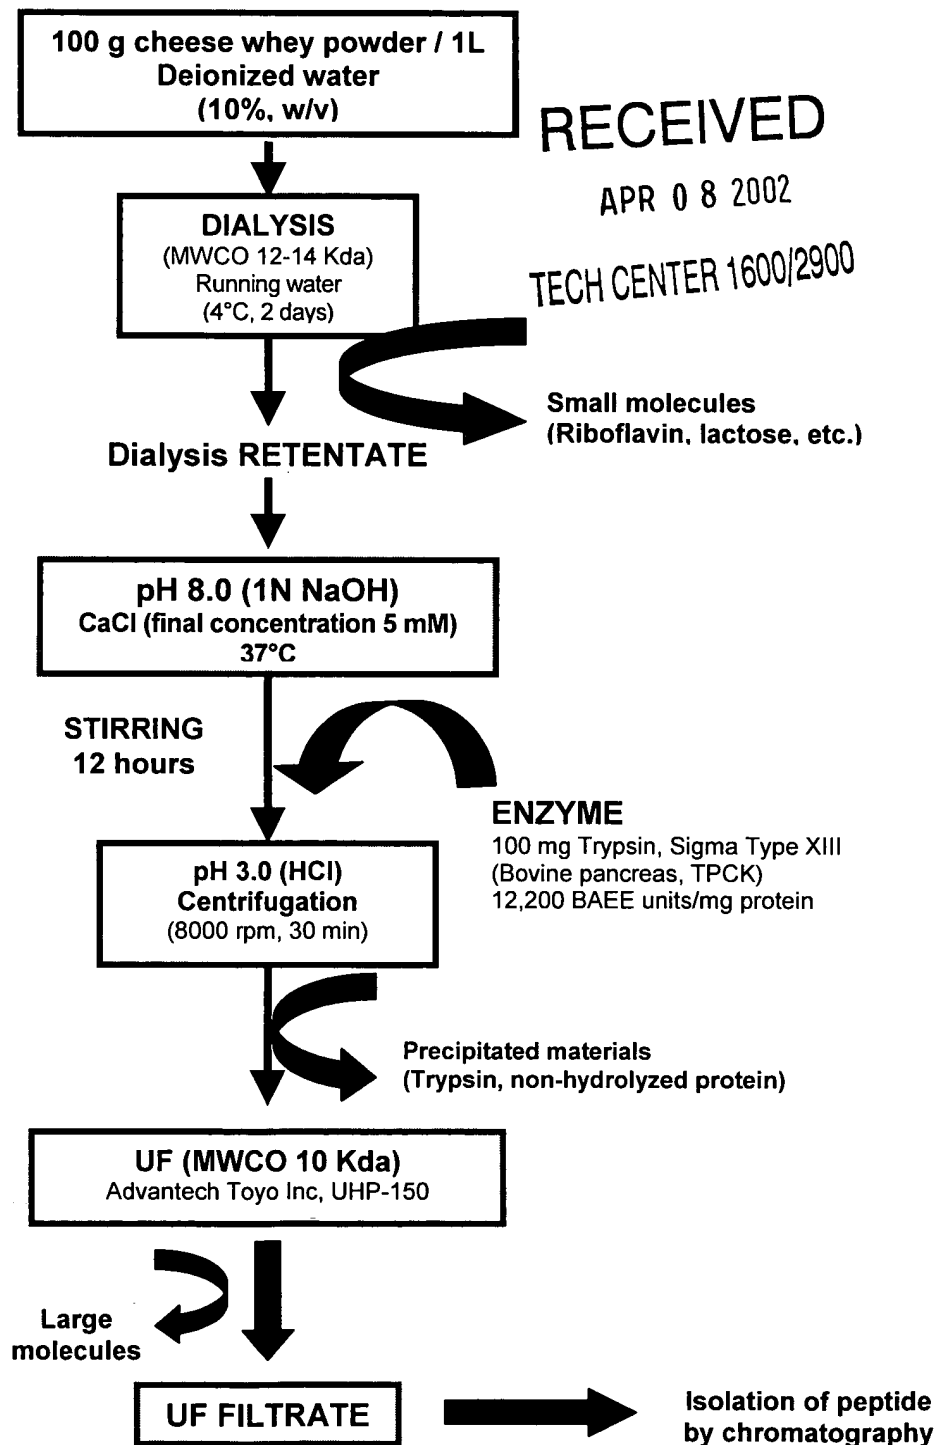 100 g cheese whey powder / 1L
Deionized water
(10%, w/v)
RECEIVED
APR 0 8 2002
TECH CENTER 1600/2900
DIALYSIS
(MWCO 12-14 Kda)
Running water
(4°C, 2 days)
Small molecules
(Riboflavin, lactose, etc.)
Dialysis RETENTATE
pH 8.0 (1N NaOH)
CaCl (final concentration 5 mM)
37°C
STIRRING
12 hours
ENZYME
100 mg Trypsin, Sigma Type XIII
(Bovine pancreas, TPCK)
12,200 BAEE units/mg protein
pH 3.0 (HCl)
Centrifugation
(8000 rpm, 30 min)
Precipitated materials
(Trypsin, non-hydrolyzed protein)
UF (MWCO 10 Kda)
Advantech Toyo Inc, UHP-150
Large
molecules
UF FILTRATE
Isolation of peptide
by chromatography